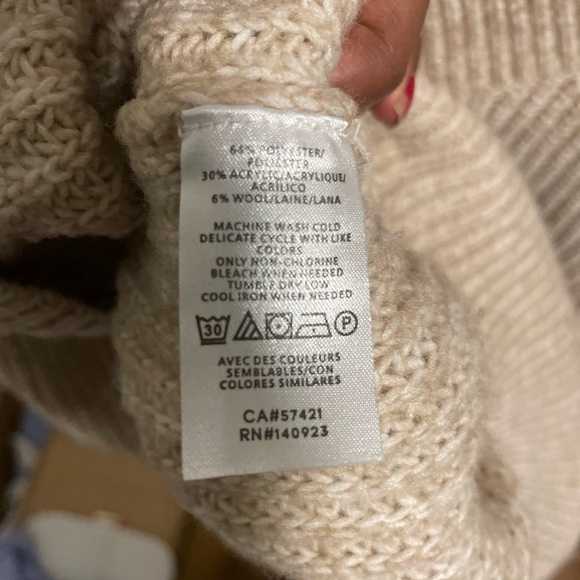 64% POLYESTER/
POLIÉSTER
30% ACRYLIC/ACRYLIQUE/
ACRÍLICO
6% WOOL/LAINE/LANA
MACHINE WASH COLD
DELICATE CYCLE WITH LIKE
COLORS
ONLY NON-CHLORINE
BLEACH WHEN NEEDED
TUMBLE DRY LOW
COOL IRON WHEN NEEDED
30 P
AVEC DES COULEURS
SEMBLABLES/CON
COLORES SIMILARES
CA#57421
RN#140923